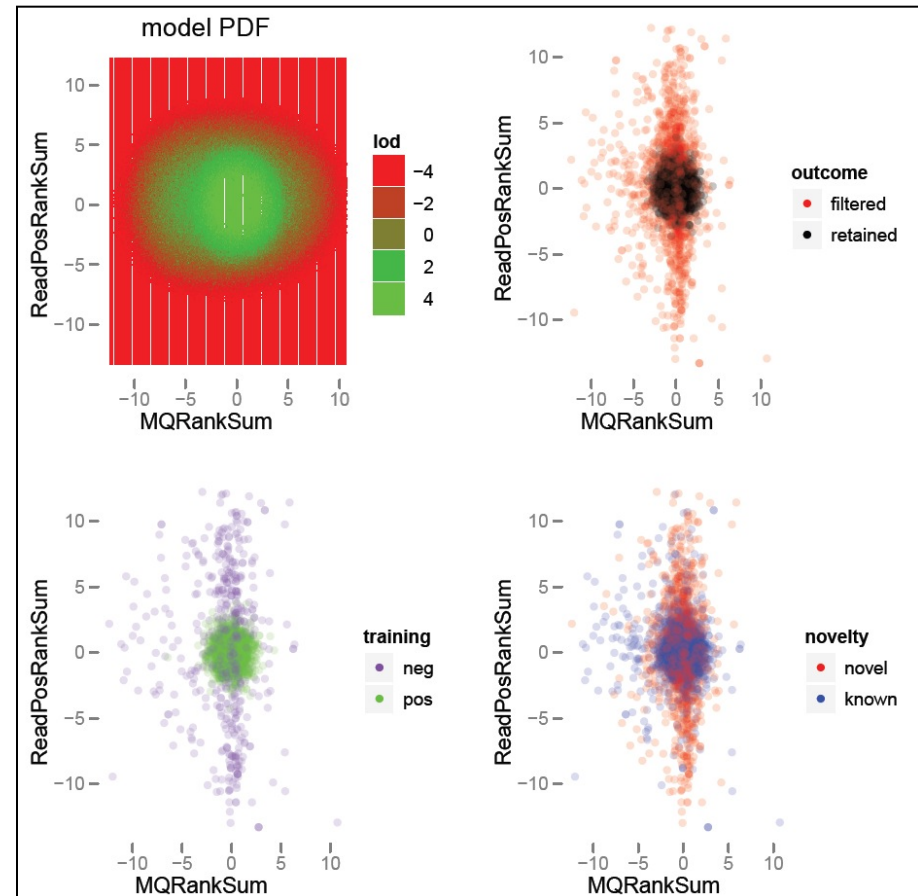 model PDF
ReadPosRankSum
10
5
0
−5
−10
−10 −5 0 5 10
MQRankSum
lod
−4
−2
0
2
4
ReadPosRankSum
10
5
0
−5
−10
−10 −5 0 5 10
MQRankSum
outcome
filtered
retained
ReadPosRankSum
10
5
0
−5
−10
−10 −5 0 5 10
MQRankSum
training
neg
pos
ReadPosRankSum
10
5
0
−5
−10
−10 −5 0 5 10
MQRankSum
novelty
novel
known